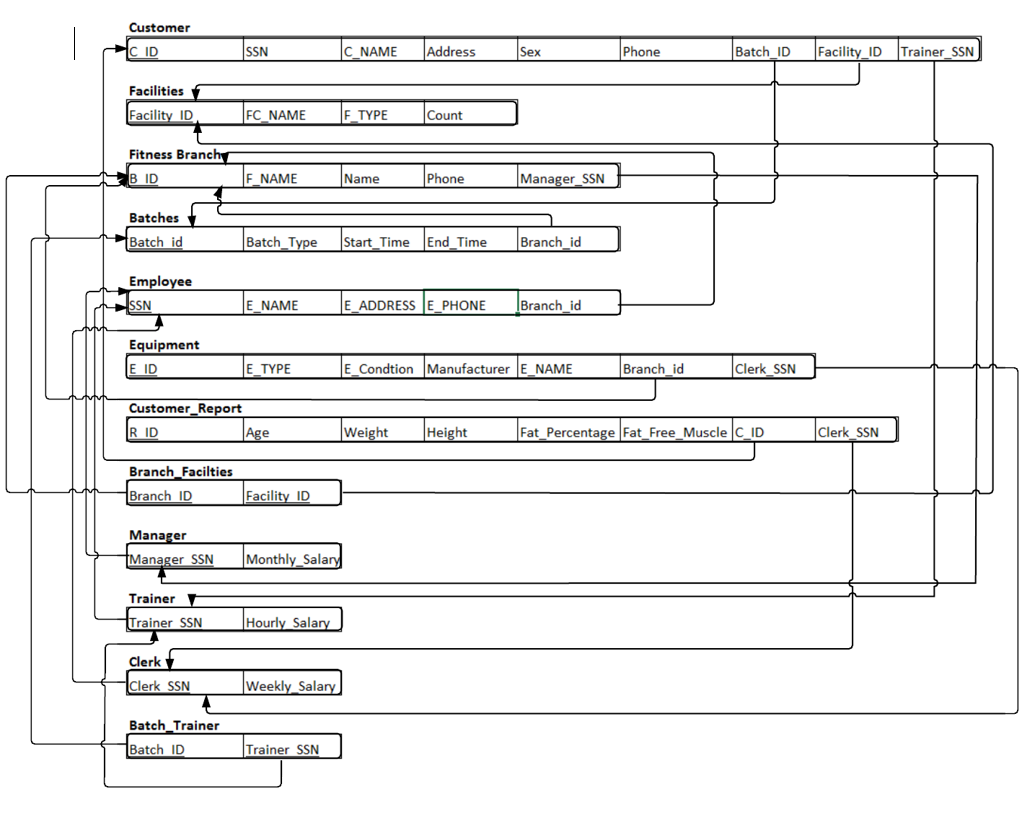 Customer
C_ID SSN C_NAME Address Sex Phone Batch_ID Facility_ID Trainer_SSN
Facilities
Facility_ID FC_NAME F_TYPE Count
Fitness Branch
B_ID F_NAME Name Phone Manager_SSN
Batches
Batch_id Batch_Type Start_Time End_Time Branch_id
Employee
SSN E_NAME E_ADDRESS E_PHONE Branch_id
Equipment
E_ID E_TYPE E_Condtion Manufacturer E_NAME Branch_id Clerk_SSN
Customer_Report
R_ID Age Weight Height Fat_Percentage Fat_Free_Muscle C_ID Clerk_SSN
Branch_Facilties
Branch_ID Facility_ID
Manager
Manager_SSN Monthly_Salary
Trainer
Trainer_SSN Hourly_Salary
Clerk
Clerk_SSN Weekly_Salary
Batch_Trainer
Batch_ID Trainer_SSN